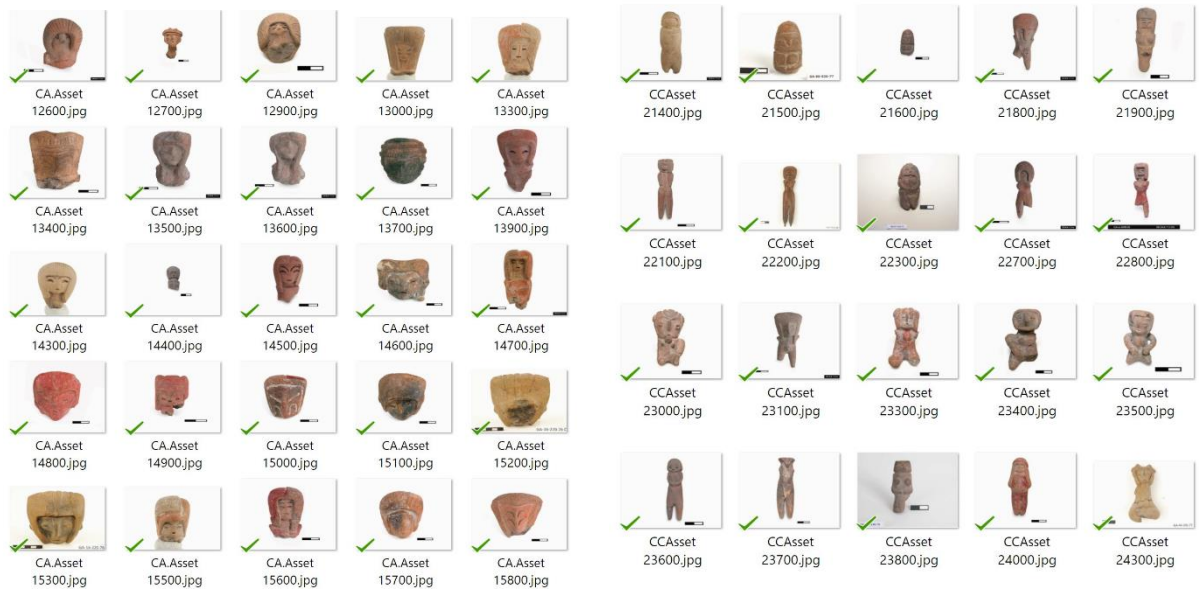 CA.Asset
12600.jpg
CA.Asset
12700.jpg
CA.Asset
12900.jpg
CA.Asset
13000.jpg
CA.Asset
13300.jpg
CA.Asset
13400.jpg
CA.Asset
13500.jpg
CA.Asset
13600.jpg
CA.Asset
13700.jpg
CA.Asset
13900.jpg
CA.Asset
14300.jpg
CA.Asset
14400.jpg
CA.Asset
14500.jpg
CA.Asset
14600.jpg
CA.Asset
14700.jpg
CA.Asset
14800.jpg
CA.Asset
14900.jpg
CA.Asset
15000.jpg
CA.Asset
15100.jpg
CA.Asset
15200.jpg
CA.Asset
15300.jpg
CA.Asset
15500.jpg
CA.Asset
15600.jpg
CA.Asset
15700.jpg
CA.Asset
15800.jpg
CCAsset
21400.jpg
CCAsset
21500.jpg
CCAsset
21600.jpg
CCAsset
21800.jpg
CCAsset
21900.jpg
CCAsset
22100.jpg
CCAsset
22200.jpg
CCAsset
22300.jpg
CCAsset
22700.jpg
CCAsset
22800.jpg
CCAsset
23000.jpg
CCAsset
23100.jpg
CCAsset
23300.jpg
CCAsset
23400.jpg
CCAsset
23500.jpg
CCAsset
23600.jpg
CCAsset
23700.jpg
CCAsset
23800.jpg
CCAsset
24000.jpg
CCAsset
24300.jpg